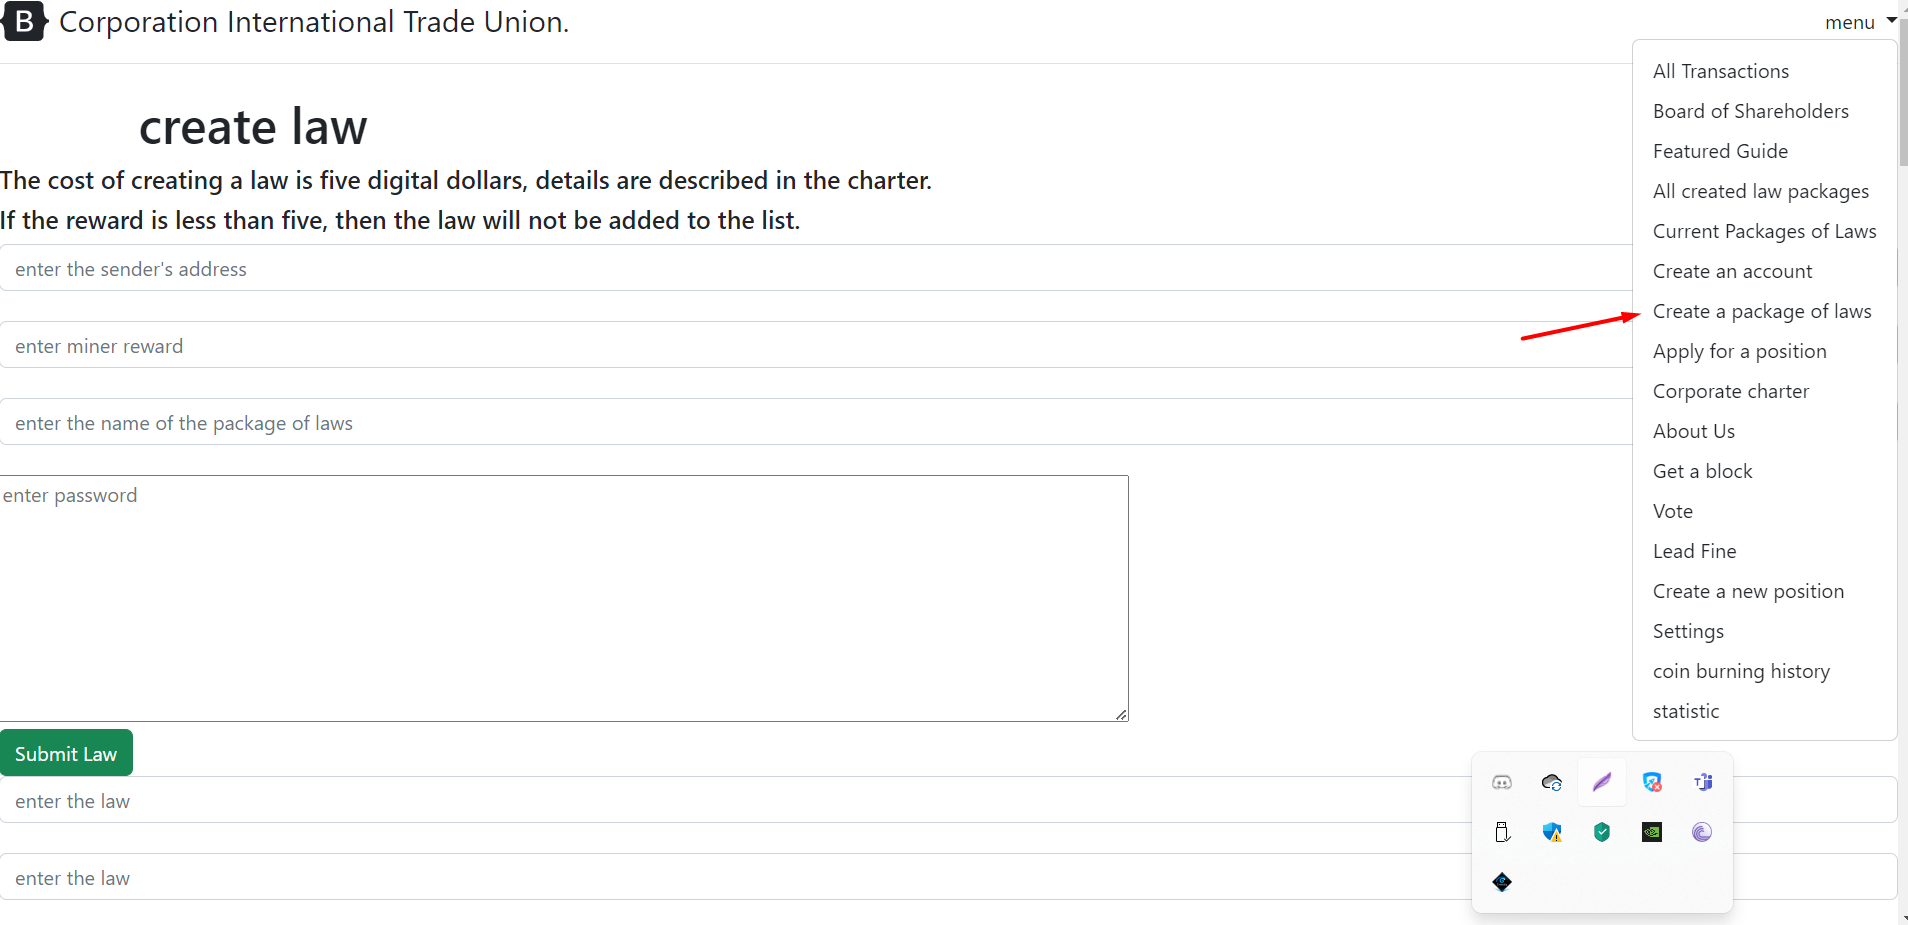 B Corporation International Trade Union.
menu
create law
The cost of creating a law is five digital dollars, details are described in the charter.
If the reward is less than five, then the law will not be added to the list.
enter the sender's address
enter miner reward
enter the name of the package of laws
enter password
Submit Law
enter the law
enter the law
All Transactions
Board of Shareholders
Featured Guide
All created law packages
Current Packages of Laws
Create an account
Create a package of laws
Apply for a position
Corporate charter
About Us
Get a block
Vote
Lead Fine
Create a new position
Settings
coin burning history
statistic